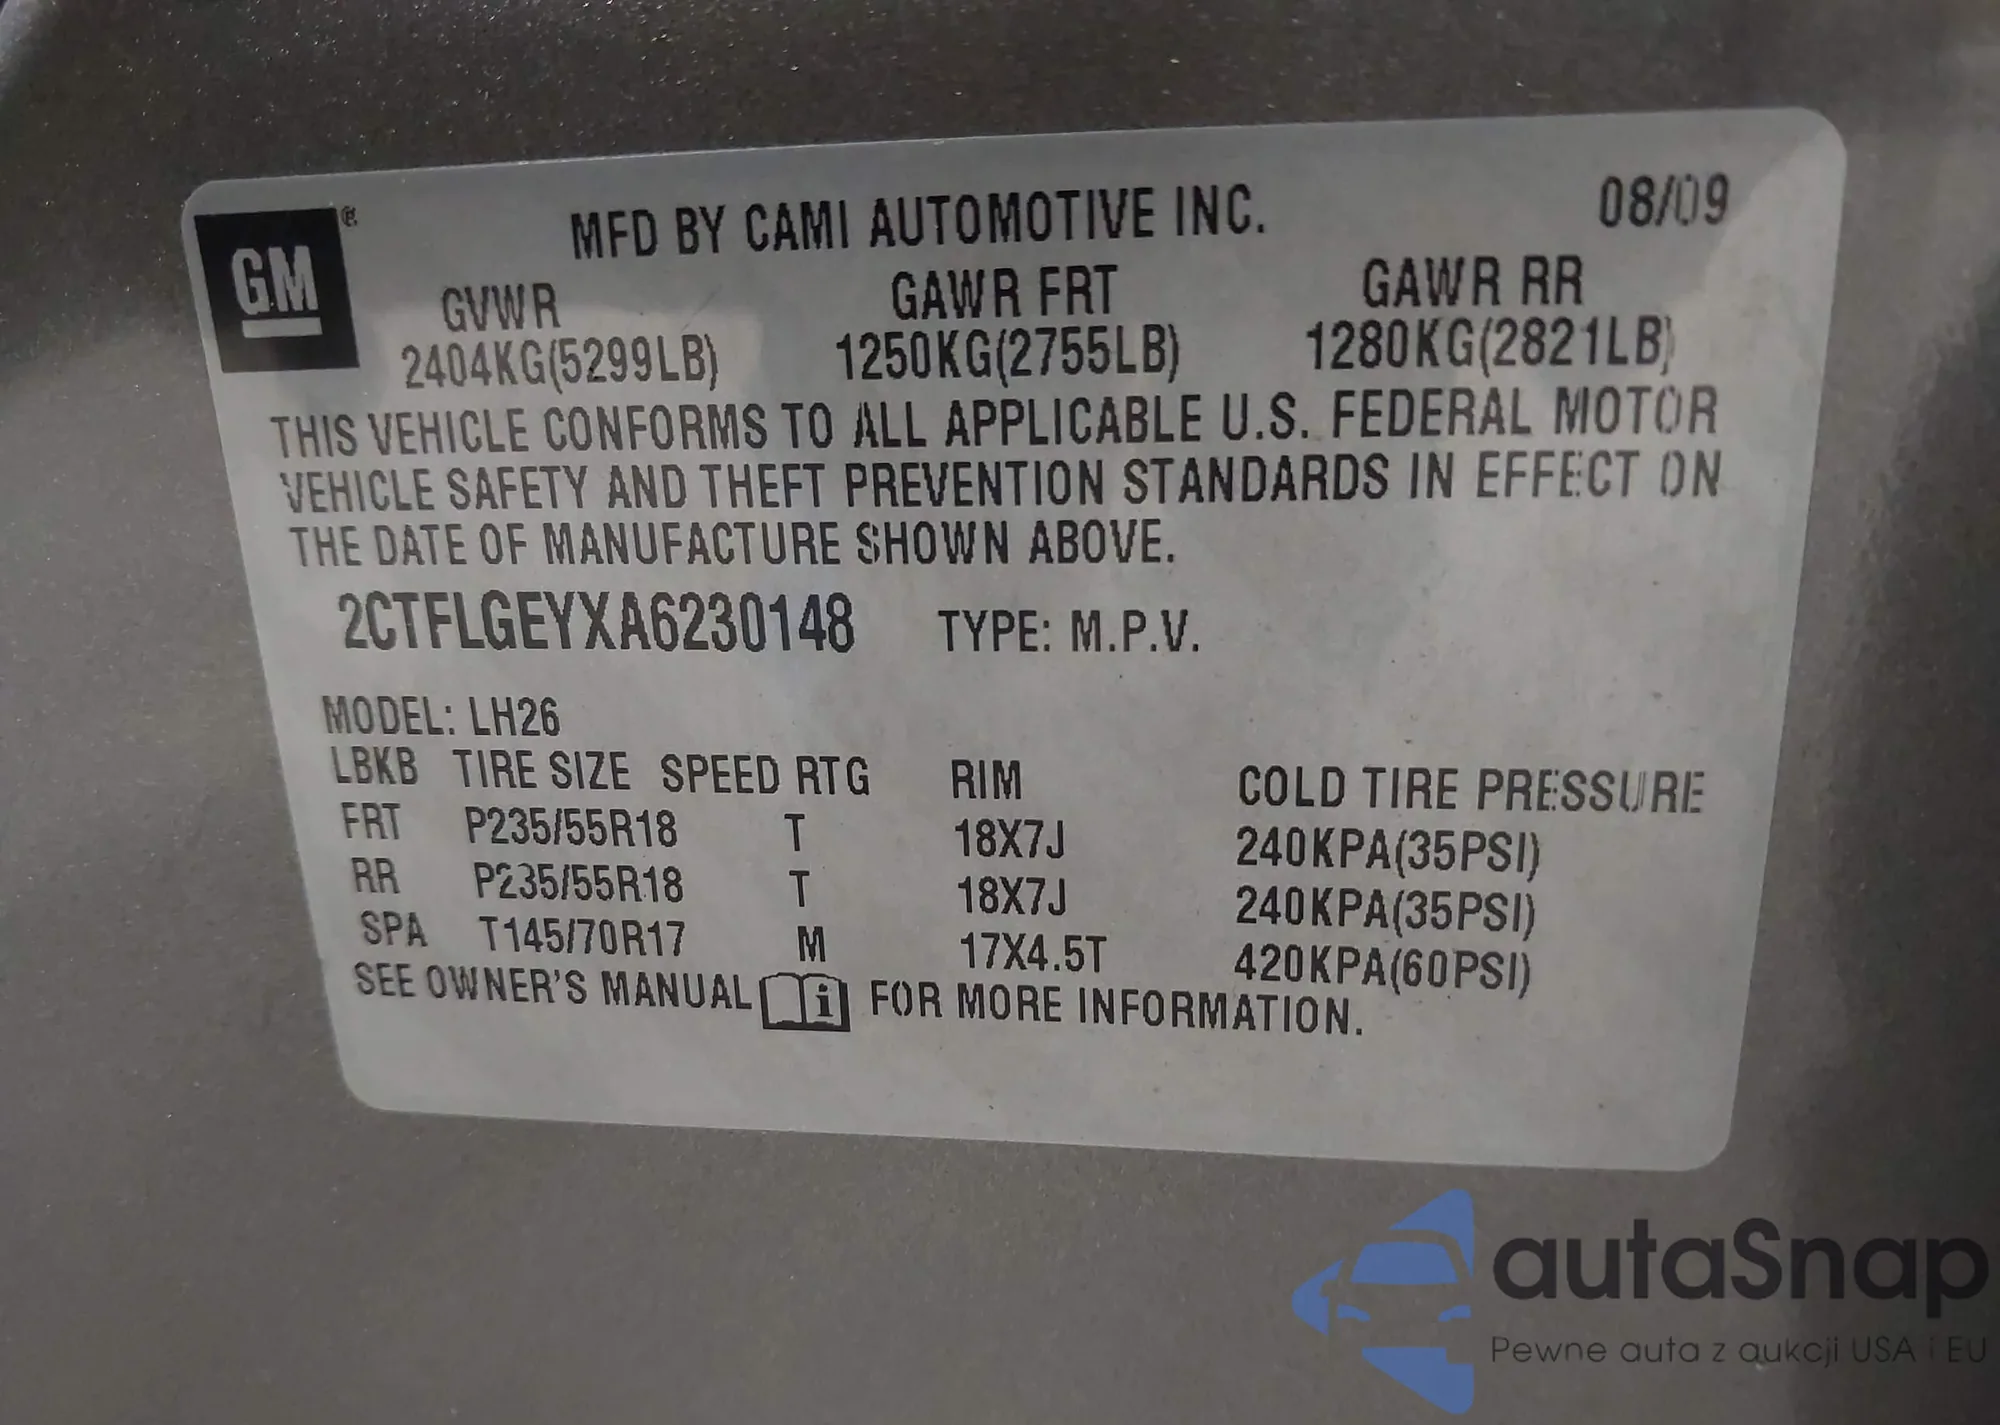 GM ®
MFD BY CAMI AUTOMOTIVE INC. 08/09
GVWR GAWR FRT GAWR RR
2404KG(5299LB) 1250KG(2755LB) 1280KG(2821LB)
THIS VEHICLE CONFORMS TO ALL APPLICABLE U.S. FEDERAL MOTOR
VEHICLE SAFETY AND THEFT PREVENTION STANDARDS IN EFFECT ON
THE DATE OF MANUFACTURE SHOWN ABOVE.
2CTFLGEYXA6230148 TYPE: M.P.V.
MODEL: LH26
LBKB TIRE SIZE SPEED RTG RIM COLD TIRE PRESSURE
FRT P235/55R18 T 18X7J 240KPA(35PSI)
RR P235/55R18 T 18X7J 240KPA(35PSI)
SPA T145/70R17 M 17X4.5T 420KPA(60PSI)
SEE OWNER'S MANUAL i FOR MORE INFORMATION.
autaSnap
Pewne auta z aukcji USA i EU